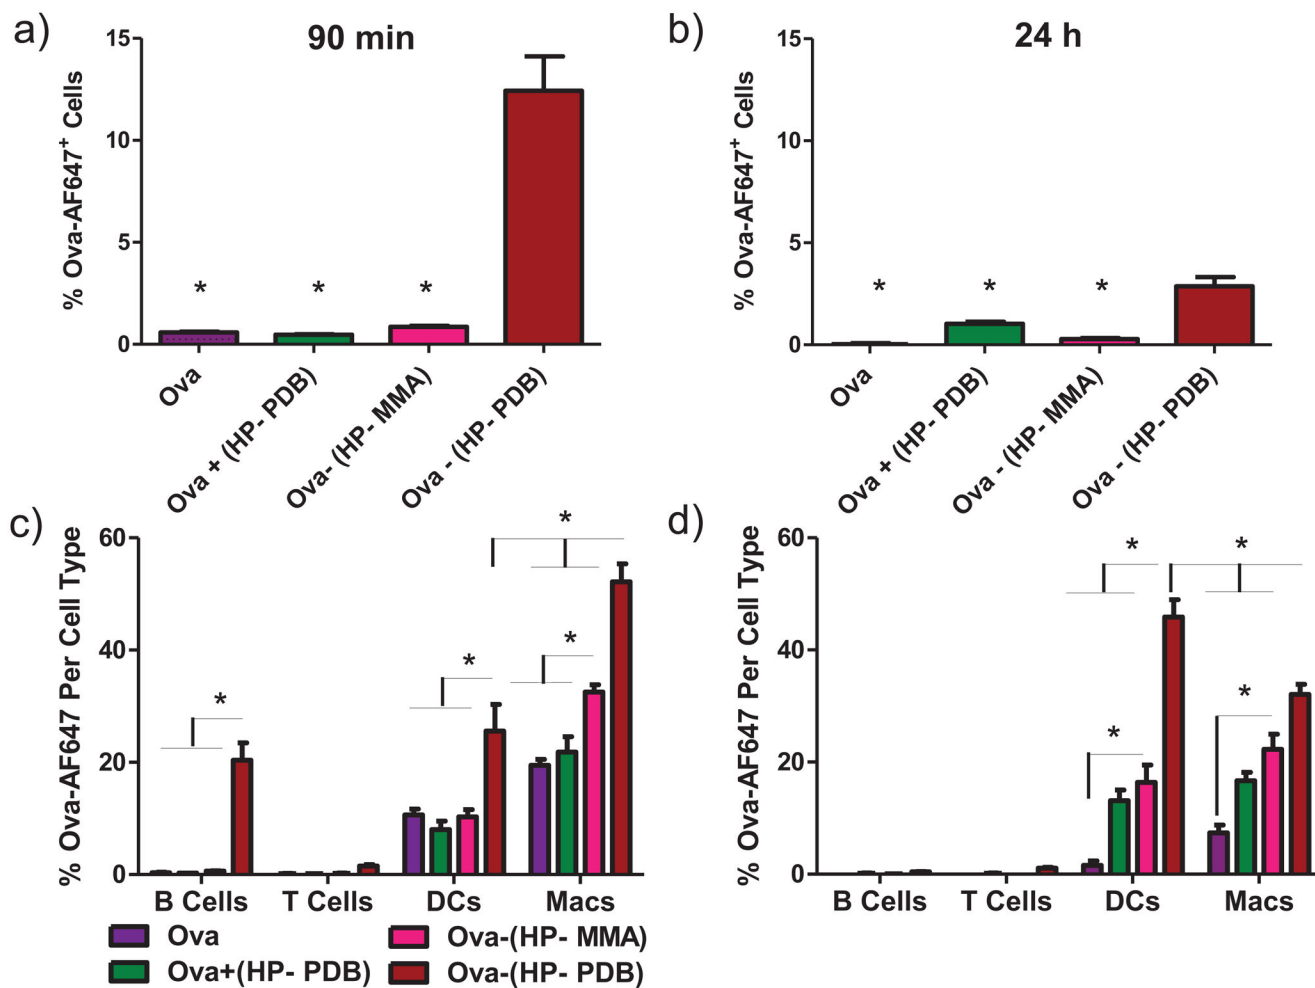 a)
90 min
% Ova-AF647+ Cells
15
10
5
0
*
*
*
Ova
Ova + (HP- PDB)
Ova- (HP- MMA)
Ova - (HP- PDB)
b)
24 h
% Ova-AF647+ Cells
15
10
5
0
*
*
*
Ova
Ova + (HP- PDB)
Ova - (HP- MMA)
Ova - (HP- PDB)
c)
% Ova-AF647 Per Cell Type
60
40
20
0
*
*
*
*
B Cells
T Cells
DCs
Macs
d)
% Ova-AF647 Per Cell Type
60
40
20
0
*
*
*
*
B Cells
T Cells
DCs
Macs
Ova
Ova-(HP- MMA)
Ova+(HP- PDB)
Ova-(HP- PDB)